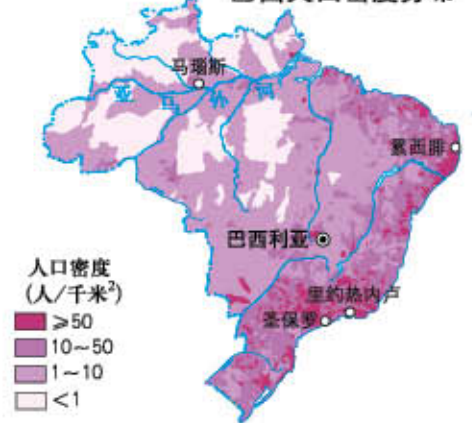 马瑙斯
亚马孙河
累西腓
巴西利亚
里约热内卢
圣保罗
人口密度
(人/千米²)
≥50
10~50
1~10
<1